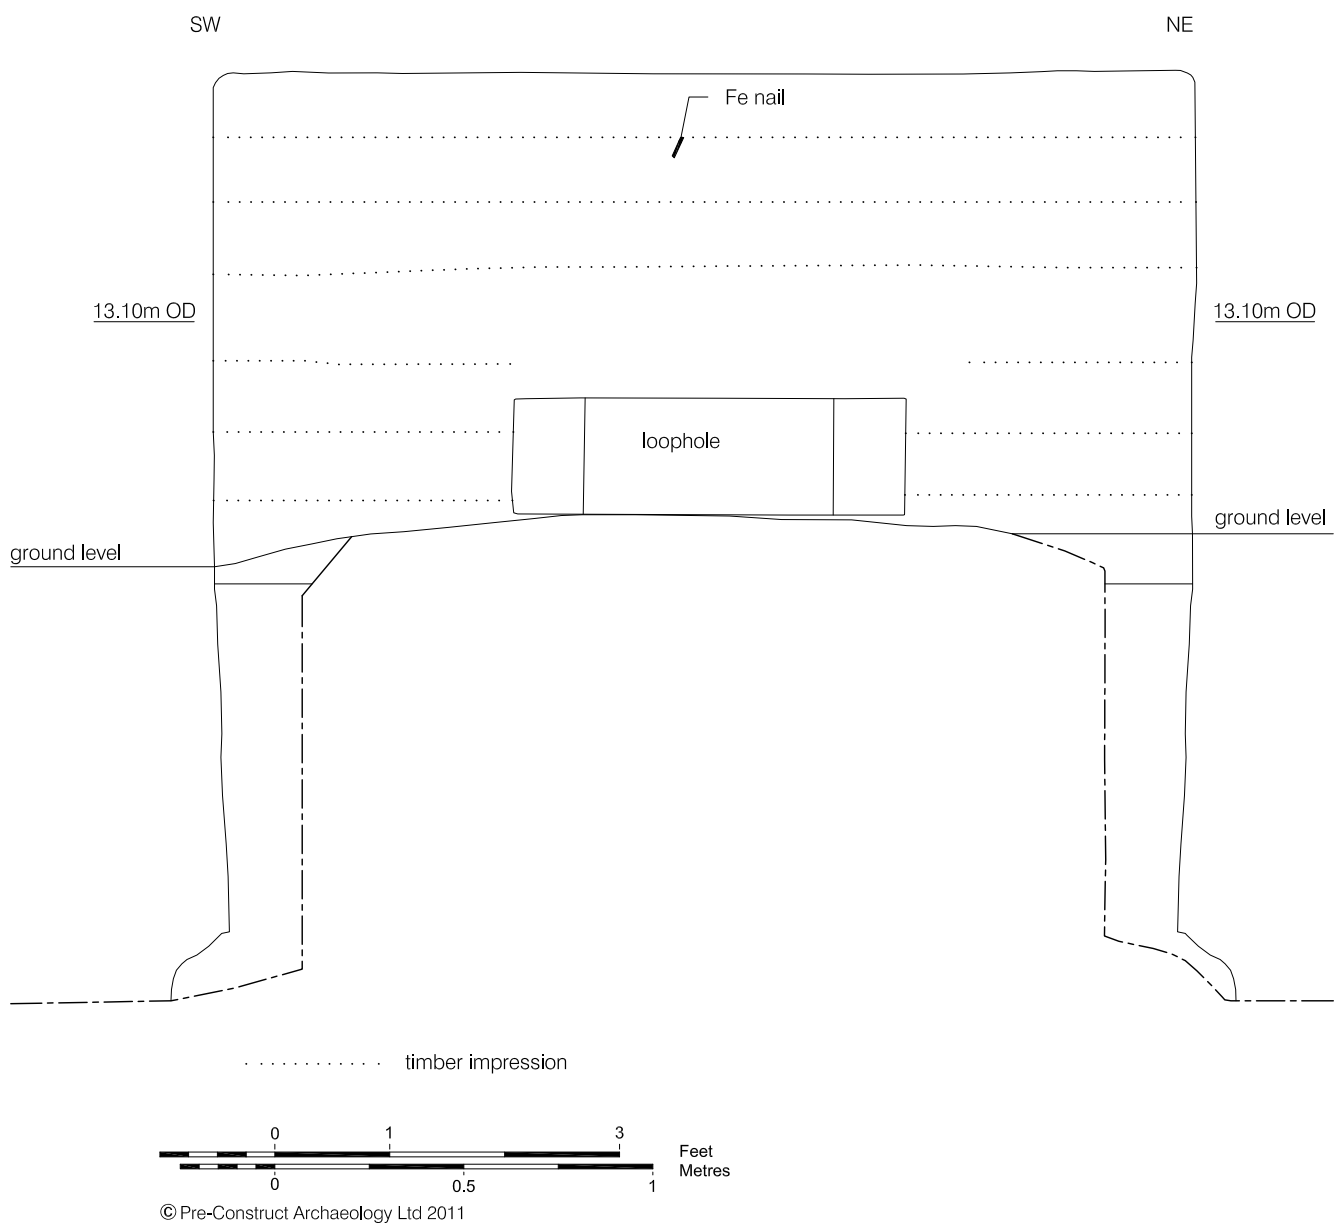 SW NE
Fe nail
13.10m OD 13.10m OD
loophole
ground level
ground level
timber impression
0 1 3
Feet
Metres
0 0.5 1
© Pre-Construct Archaeology Ltd 2011